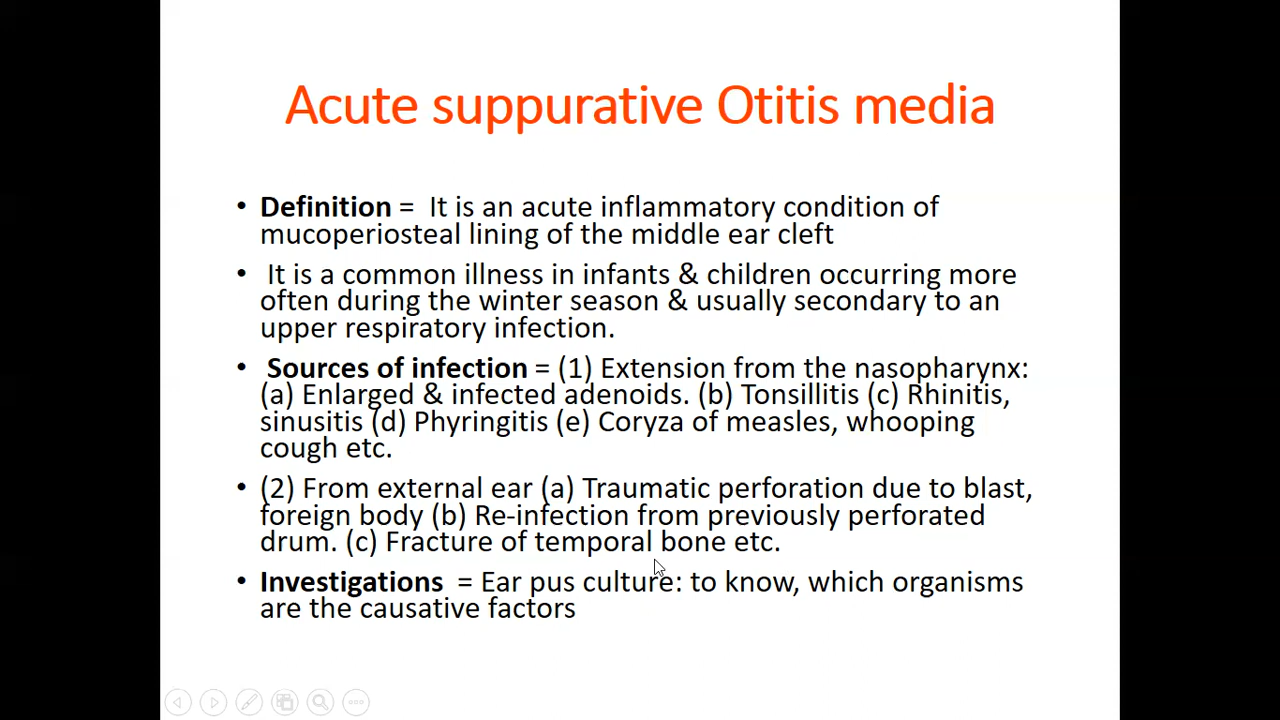 Acute suppurative Otitis media
• Definition = It is an acute inflammatory condition of
mucoperiosteal lining of the middle ear cleft
• It is a common illness in infants & children occurring more
often during the winter season & usually secondary to an
upper respiratory infection.
• Sources of infection = (1) Extension from the nasopharynx:
(a) Enlarged & infected adenoids. (b) Tonsillitis (c) Rhinitis,
sinusitis (d) Phyringitis (e) Coryza of measles, whooping
cough etc.
• (2) From external ear (a) Traumatic perforation due to blast,
foreign body (b) Re-infection from previously perforated
drum. (c) Fracture of temporal bone etc.
• Investigations = Ear pus culture: to know, which organisms
are the causative factors